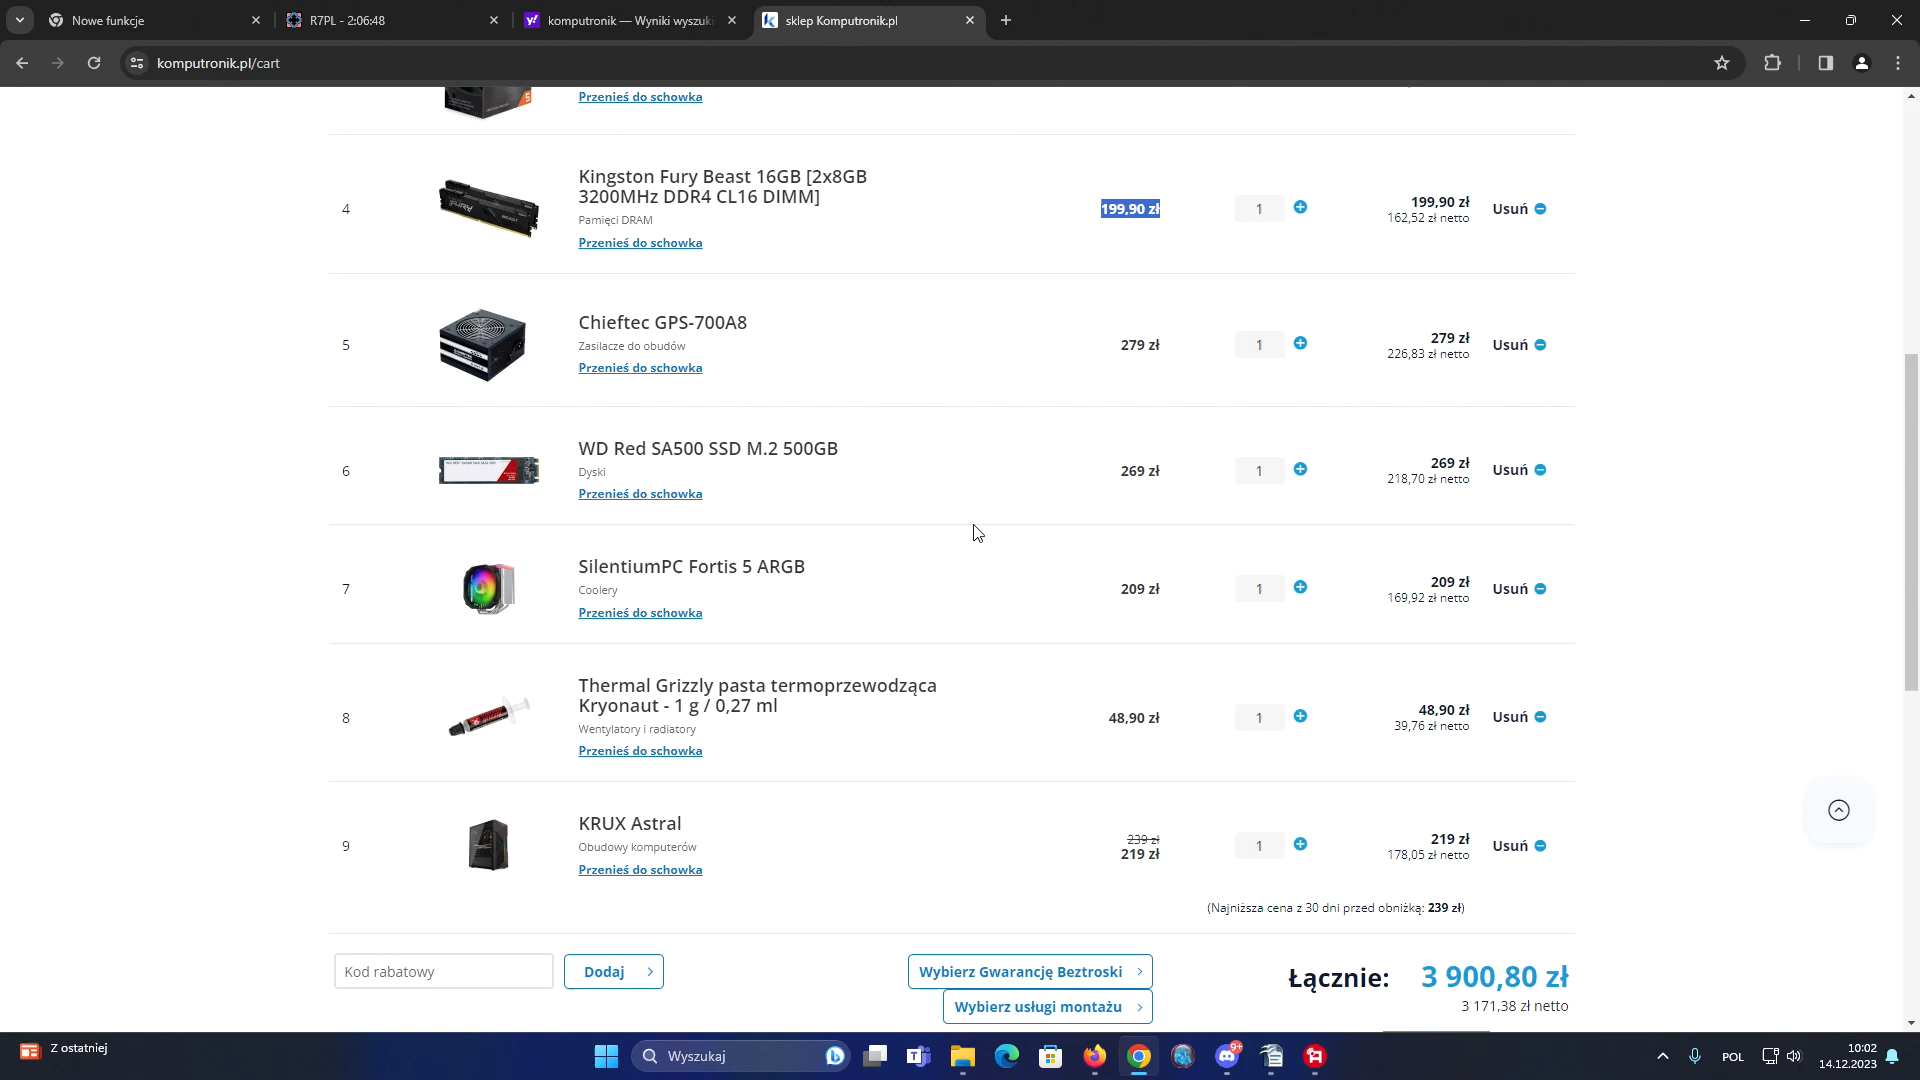 Nowe funkcje
R7PL - 2:06:48
komputronik — Wyniki wyszuki
sklep Komputronik.pl
komputronik.pl/cart
Przenieś do schowka
4
Kingston Fury Beast 16GB [2x8GB
3200MHz DDR4 CL16 DIMM]
Pamięci DRAM
Przenieś do schowka
199,90 zł
1
199,90 zł
162,52 zł netto
Usuń
5
Chieftec GPS-700A8
Zasilacze do obudów
Przenieś do schowka
279 zł
1
279 zł
226,83 zł netto
Usuń
6
WD Red SA500 SSD M.2 500GB
Dyski
Przenieś do schowka
269 zł
1
269 zł
218,70 zł netto
Usuń
7
SilentiumPC Fortis 5 ARGB
Coolery
Przenieś do schowka
209 zł
1
209 zł
169,92 zł netto
Usuń
8
Thermal Grizzly pasta termoprzewodząca
Kryonaut - 1 g / 0,27 ml
Wentylatory i radiatory
Przenieś do schowka
48,90 zł
1
48,90 zł
39,76 zł netto
Usuń
9
KRUX Astral
Obudowy komputerów
Przenieś do schowka
239 zł
219 zł
1
219 zł
178,05 zł netto
Usuń
(Najniższa cena z 30 dni przed obniżką: 239 zł)
Kod rabatowy
Dodaj
Wybierz Gwarancję Beztroski
Wybierz usługi montażu
Łącznie:
3 900,80 zł
3 171,38 zł netto
Z ostatniej
Wyszukaj
9+
POL
10:02
14.12.2023